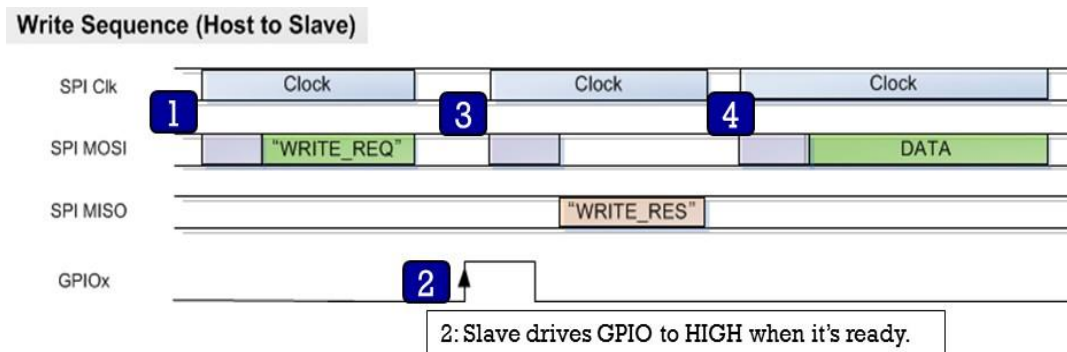 Write Sequence (Host to Slave)
SPI Clk
Clock
Clock
Clock
1
3
4
SPI MOSI
"WRITE_REQ"
DATA
SPI MISO
"WRITE_RES"
GPIOx
2
2: Slave drives GPIO to HIGH when it's ready.